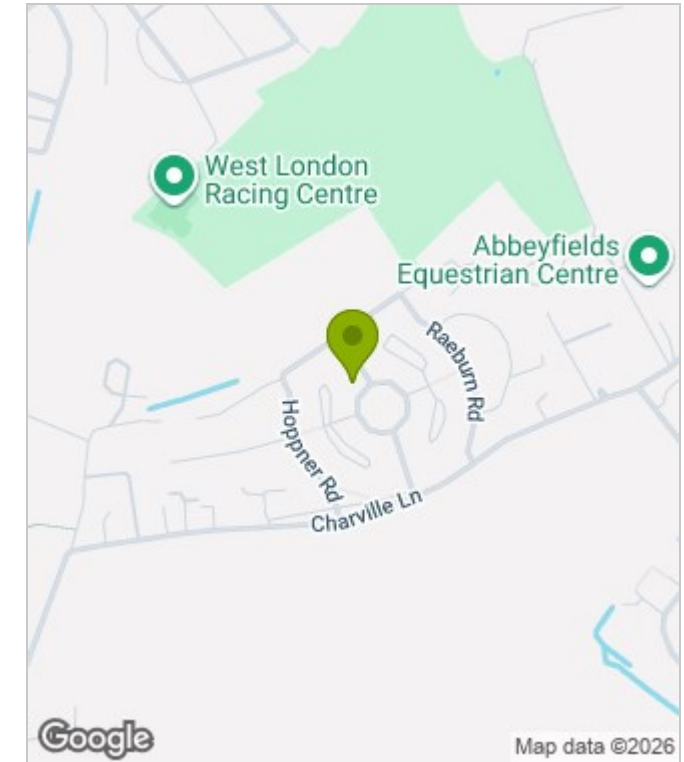 West London
Racing Centre
Abbeyfields
Equestrian Centre
Raeburn Rd
Hoppner Rd
Charville Ln
Google
Map data ©2026